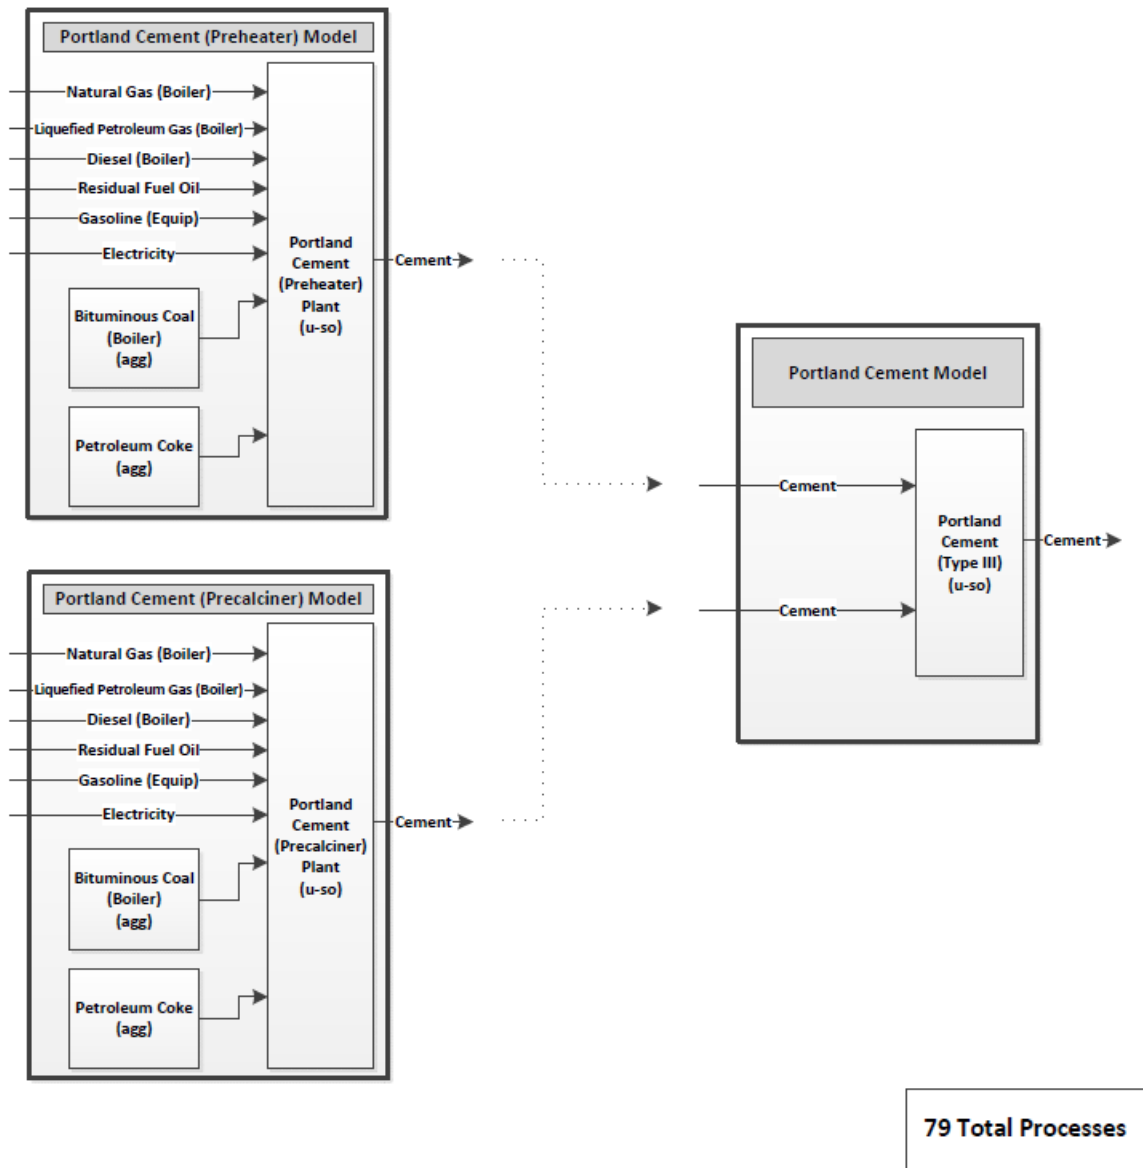 Portland Cement (Preheater) Model
Natural Gas (Boiler)
Liquefied Petroleum Gas (Boiler)
Diesel (Boiler)
Residual Fuel Oil
Gasoline (Equip)
Electricity
Bituminous Coal
(Boiler)
(agg)
Petroleum Coke
(agg)
Portland
Cement
(Preheater)
Plant
(u-so)
Cement
Portland Cement (Precalciner) Model
Natural Gas (Boiler)
Liquefied Petroleum Gas (Boiler)
Diesel (Boiler)
Residual Fuel Oil
Gasoline (Equip)
Electricity
Bituminous Coal
(Boiler)
(agg)
Petroleum Coke
(agg)
Portland
Cement
(Precalciner)
Plant
(u-so)
Cement
Portland Cement Model
Cement
Cement
Portland
Cement
(Type III)
(u-so)
Cement
79 Total Processes